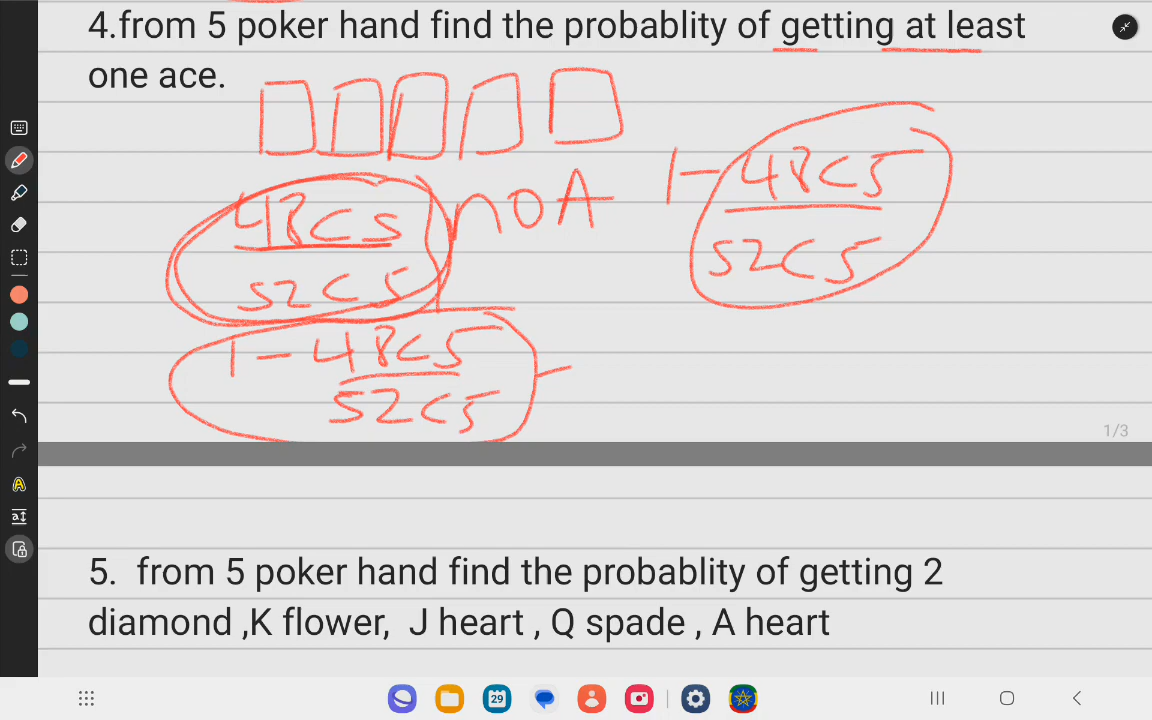 4.from 5 poker hand find the probablity of getting at least
one ace.
48C5 no A
52C5
1-48C5
52C5
1-48C5
52C5
1/3
5. from 5 poker hand find the probablity of getting 2
diamond ,K flower, J heart , Q spade , A heart
29